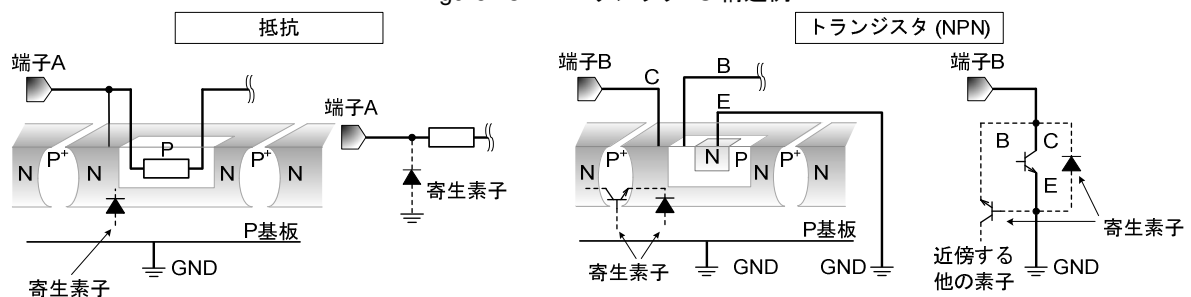 抵抗
トランジスタ (NPN)
端子A
端子A
端子B
C
B
E
端子B
N
P+
N
P
N
P+
N
寄生素子
P基板
GND
寄生素子
N
P+
N
N
P
N
P+
N
P基板
寄生素子
GND
GND
B
C
E
寄生素子
近傍する
他の素子
GND